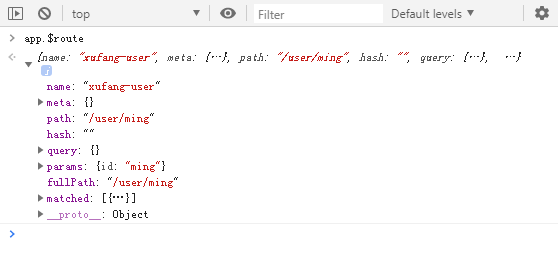 top Filter Default levels
app.$route
{name: "xufang-user", meta: {…}, path: "/user/ming", hash: "", query: {…}, …}
i
name: "xufang-user"
meta: {}
path: "/user/ming"
hash: ""
query: {}
params: {id: "ming"}
fullPath: "/user/ming"
matched: [{…}]
__proto__: Object